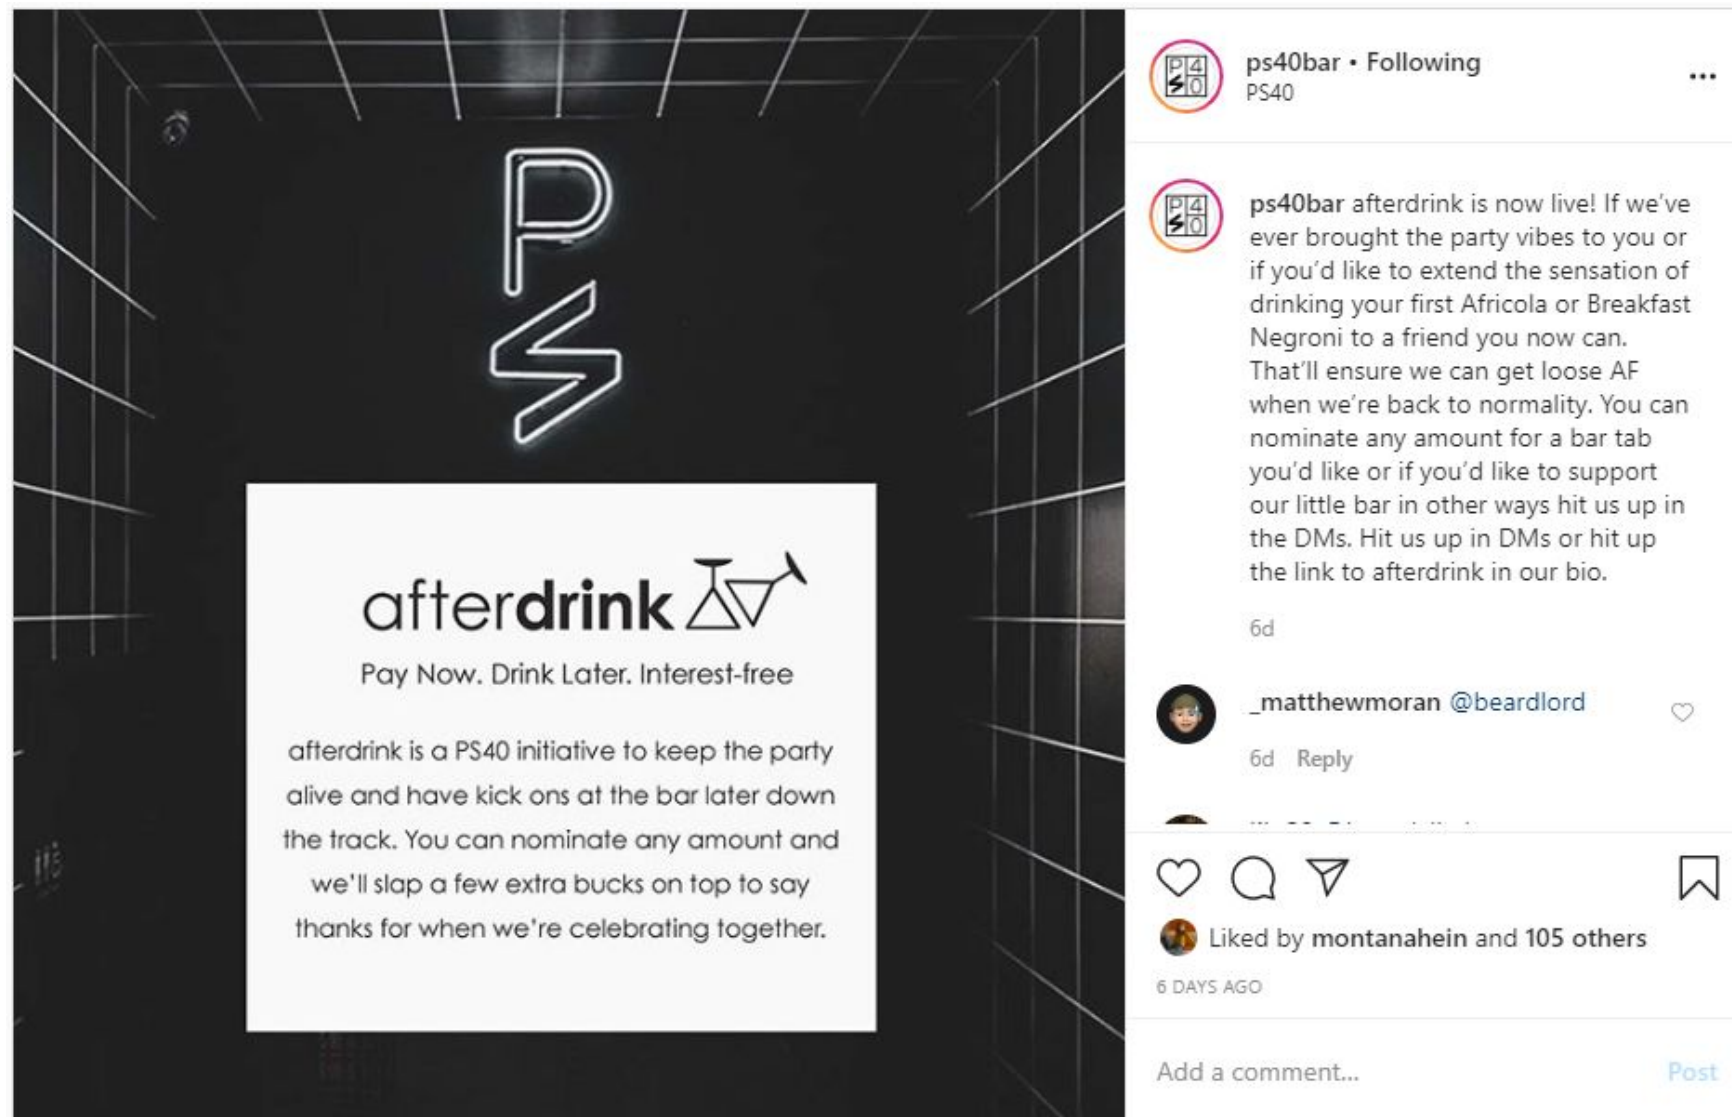 P
S
afterdrink
Pay Now. Drink Later. Interest-free
afterdrink is a PS40 initiative to keep the party
alive and have kick ons at the bar later down
the track. You can nominate any amount and
we'll slap a few extra bucks on top to say
thanks for when we're celebrating together.
P 4
S 0
ps40bar • Following
PS40
P 4
S 0
ps40bar afterdrink is now live! If we've
ever brought the party vibes to you or
if you'd like to extend the sensation of
drinking your first Africola or Breakfast
Negroni to a friend you now can.
That'll ensure we can get loose AF
when we're back to normality. You can
nominate any amount for a bar tab
you'd like or if you'd like to support
our little bar in other ways hit us up in
the DMs. Hit us up in DMs or hit up
the link to afterdrink in our bio.
6d
_matthewmoran @beardlord
6d Reply
Liked by montanahein and 105 others
6 DAYS AGO
Add a comment... Post